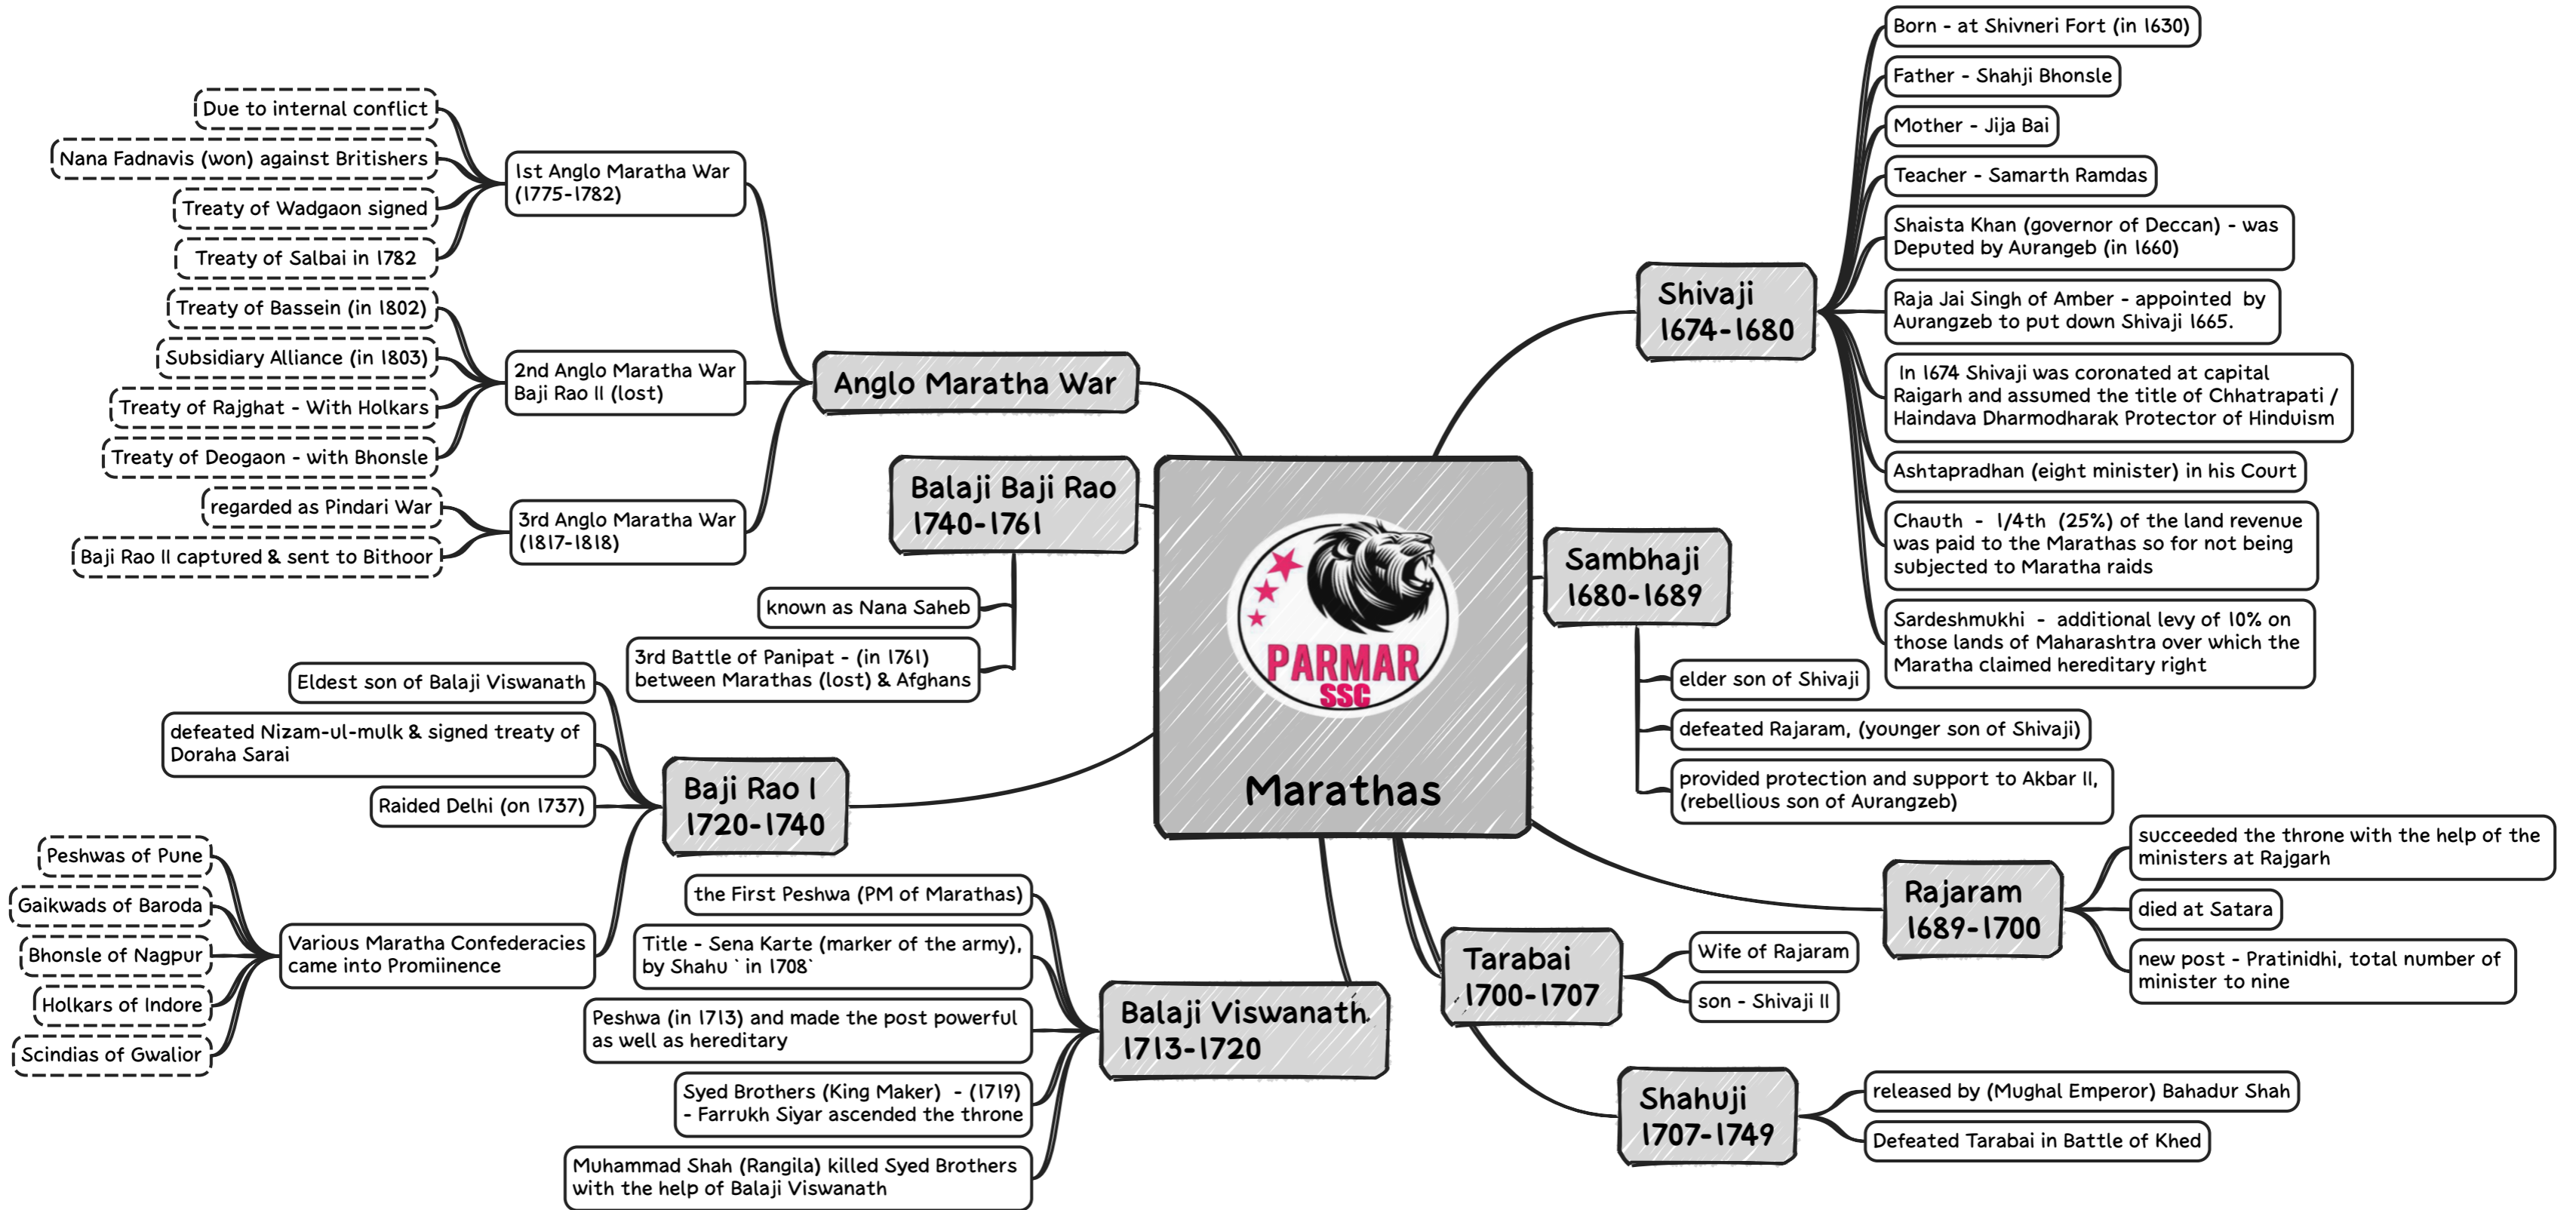 Marathas
PARMAR
SSC
Shivaji
1674-1680
Born - at Shivneri Fort (in 1630)
Father - Shahji Bhonsle
Mother - Jija Bai
Teacher - Samarth Ramdas
Shaista Khan (governor of Deccan) - was
Deputed by Aurangeb (in 1660)
Raja Jai Singh of Amber - appointed by
Aurangzeb to put down Shivaji 1665.
In 1674 Shivaji was coronated at capital
Raigarh and assumed the title of Chhatrapati /
Haindava Dharmodharak Protector of Hinduism
Ashtapradhan (eight minister) in his Court
Chauth - 1/4th (25%) of the land revenue
was paid to the Marathas so for not being
subjected to Maratha raids
Sardeshmukhi - additional levy of 10% on
those lands of Maharashtra over which the
Maratha claimed hereditary right
Sambhaji
1680-1689
elder son of Shivaji
defeated Rajaram, (younger son of Shivaji)
provided protection and support to Akbar II,
(rebellious son of Aurangzeb)
Rajaram
1689-1700
succeeded the throne with the help of the
ministers at Rajgarh
died at Satara
new post - Pratinidhi, total number of
minister to nine
Tarabai
1700-1707
Wife of Rajaram
son - Shivaji II
Shahuji
1707-1749
released by (Mughal Emperor) Bahadur Shah
Defeated Tarabai in Battle of Khed
Balaji Viswanath
1713-1720
the First Peshwa (PM of Marathas)
Title - Sena Karte (marker of the army),
by Shahu ` in 1708`
Peshwa (in 1713) and made the post powerful
as well as hereditary
Syed Brothers (King Maker) - (1719)
- Farrukh Siyar ascended the throne
Muhammad Shah (Rangila) killed Syed Brothers
with the help of Balaji Viswanath
Baji Rao I
1720-1740
Eldest son of Balaji Viswanath
defeated Nizam-ul-mulk & signed treaty of
Doraha Sarai
Raided Delhi (on 1737)
Various Maratha Confederacies
came into Promiinence
Peshwas of Pune
Gaikwads of Baroda
Bhonsle of Nagpur
Holkars of Indore
Scindias of Gwalior
Balaji Baji Rao
1740-1761
known as Nana Saheb
3rd Battle of Panipat - (in 1761)
between Marathas (lost) & Afghans
Anglo Maratha War
1st Anglo Maratha War
(1775-1782)
Due to internal conflict
Nana Fadnavis (won) against Britishers
Treaty of Wadgaon signed
Treaty of Salbai in 1782
2nd Anglo Maratha War
Baji Rao II (lost)
Treaty of Bassein (in 1802)
Subsidiary Alliance (in 1803)
Treaty of Rajghat - With Holkars
Treaty of Deogaon - with Bhonsle
3rd Anglo Maratha War
(1817-1818)
regarded as Pindari War
Baji Rao II captured & sent to Bithoor